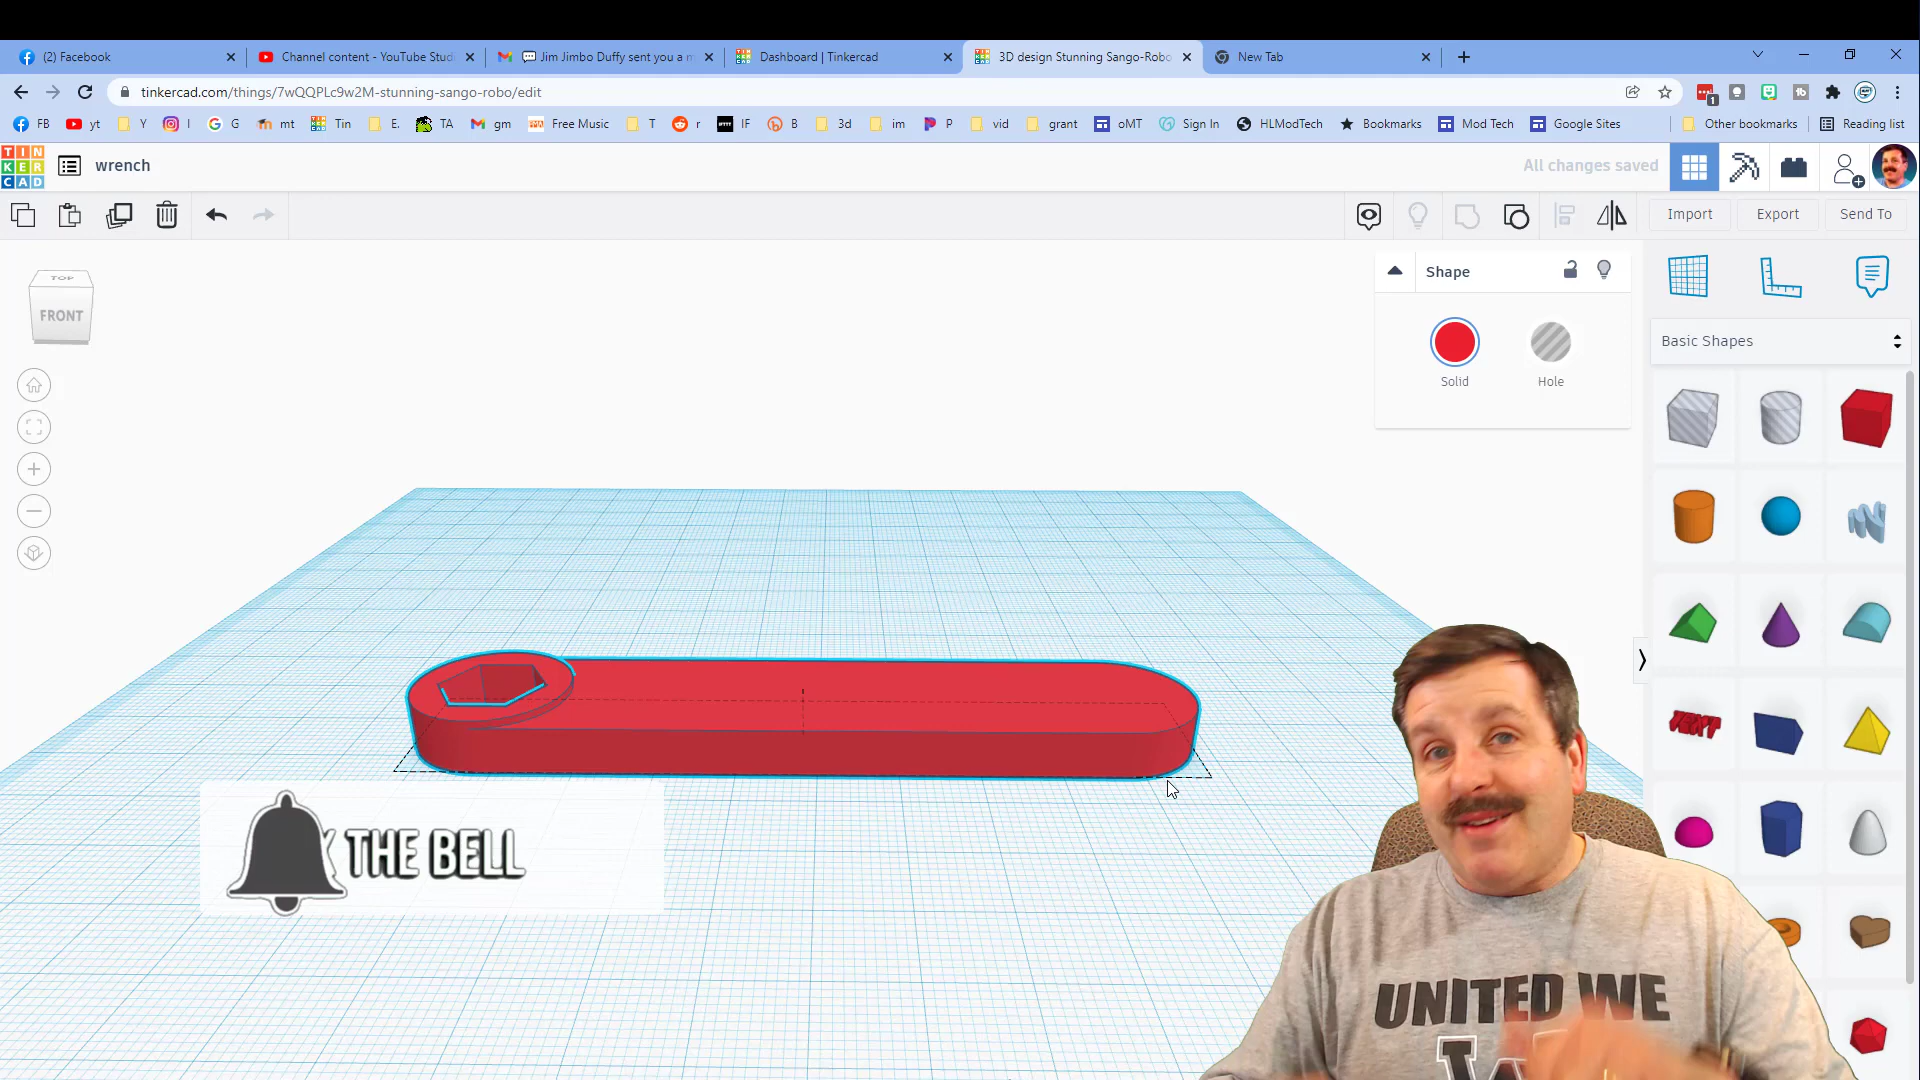 (2) Facebook
Channel content - YouTube Studi
Jim Jimbo Duffy sent you a m
Dashboard | Tinkercad
3D design Stunning Sango-Robo
New Tab
tinkercad.com/things/7wQQPLc9w2M-stunning-sango-robo/edit
1
FB
yt
Y
I
G
mt
Tin
E.
TA
gm
Free Music
T
r
IF
B
3d
im
P
vid
grant
oMT
Sign In
HLModTech
Bookmarks
Mod Tech
Google Sites
Other bookmarks
Reading list
TIN
KER
CAD
wrench
All changes saved
Import
Export
Send To
TOP
FRONT
Shape
Solid
Hole
Basic Shapes
TEXT
THE BELL
UNITED WE